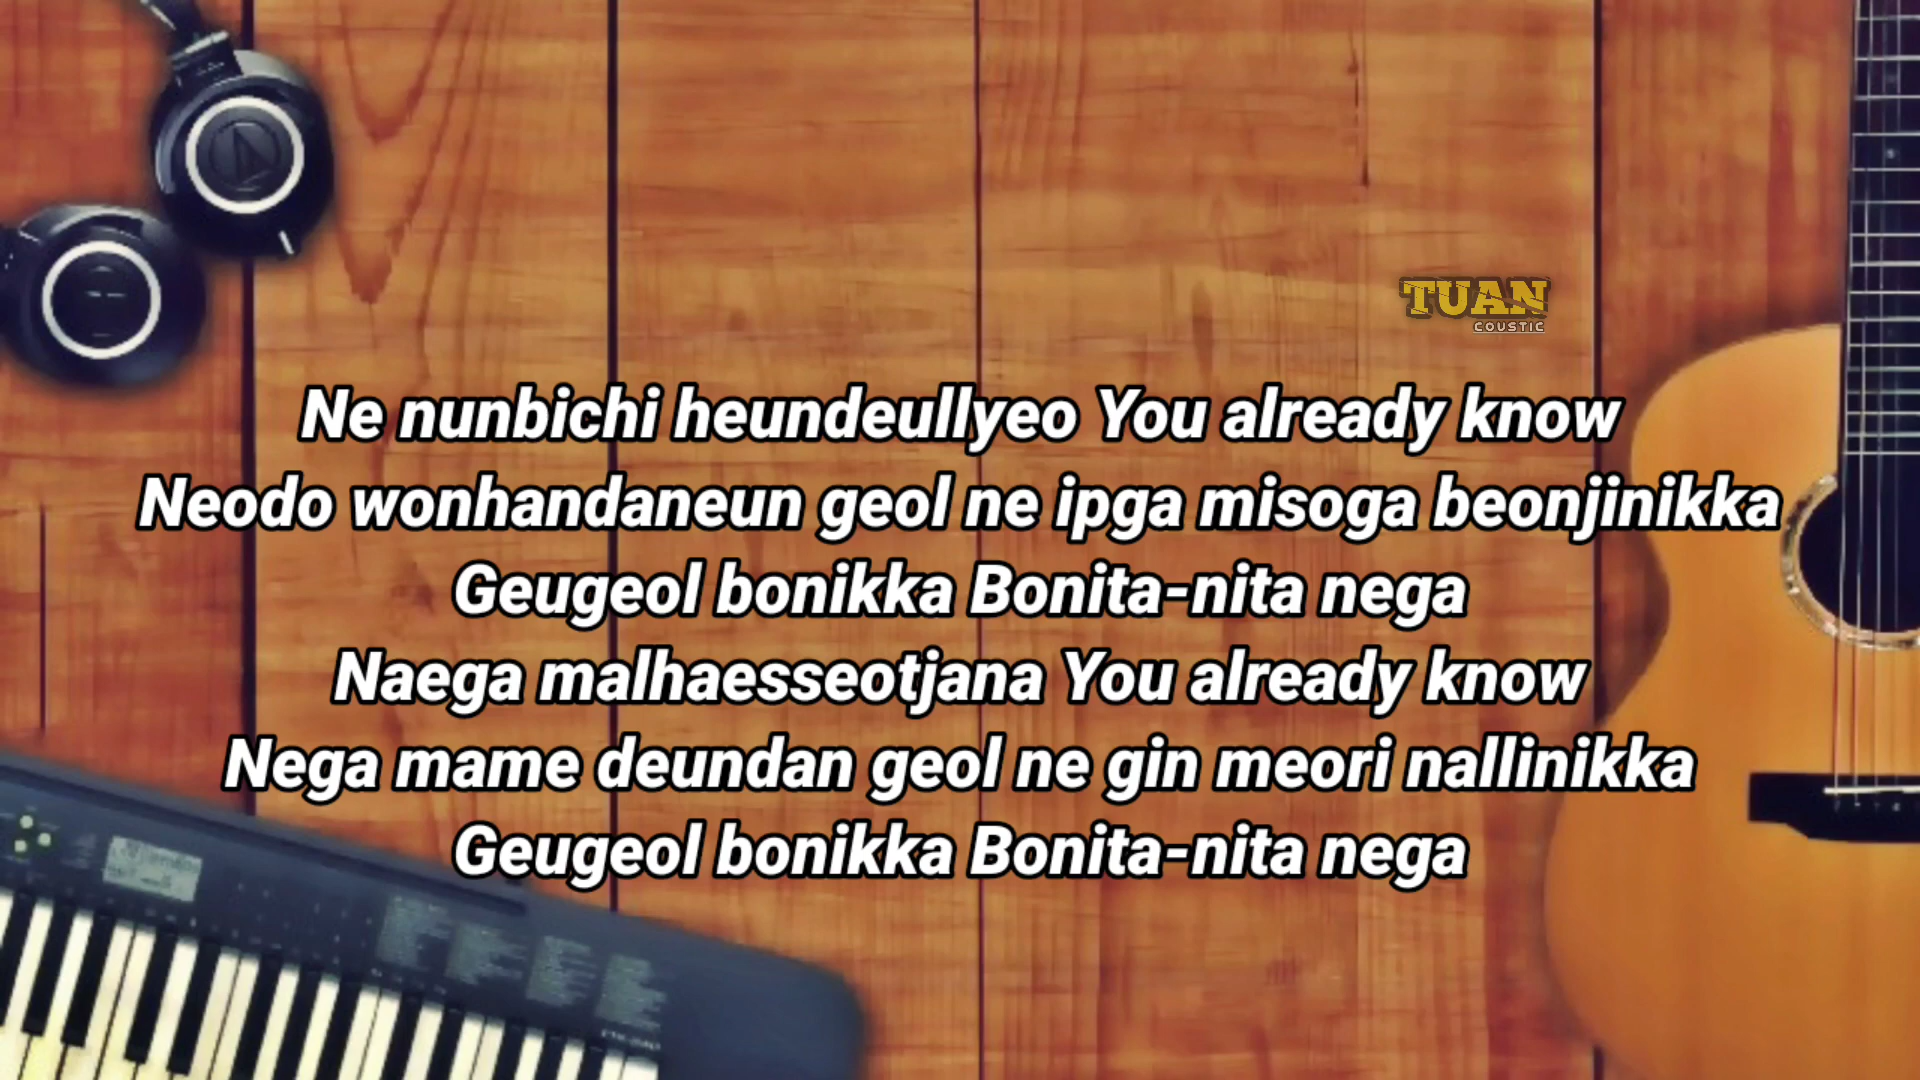 TUAN
COUSTIC
Ne nunbichi heundeullyeo You already know
Neodo wonhandaneun geol ne ipga misoga beonjinikka
Geugeol bonikka Bonita-nita nega
Naega malhaesseotjana You already know
Nega mame deundan geol ne gin meori nallinikka
Geugeol bonikka Bonita-nita nega